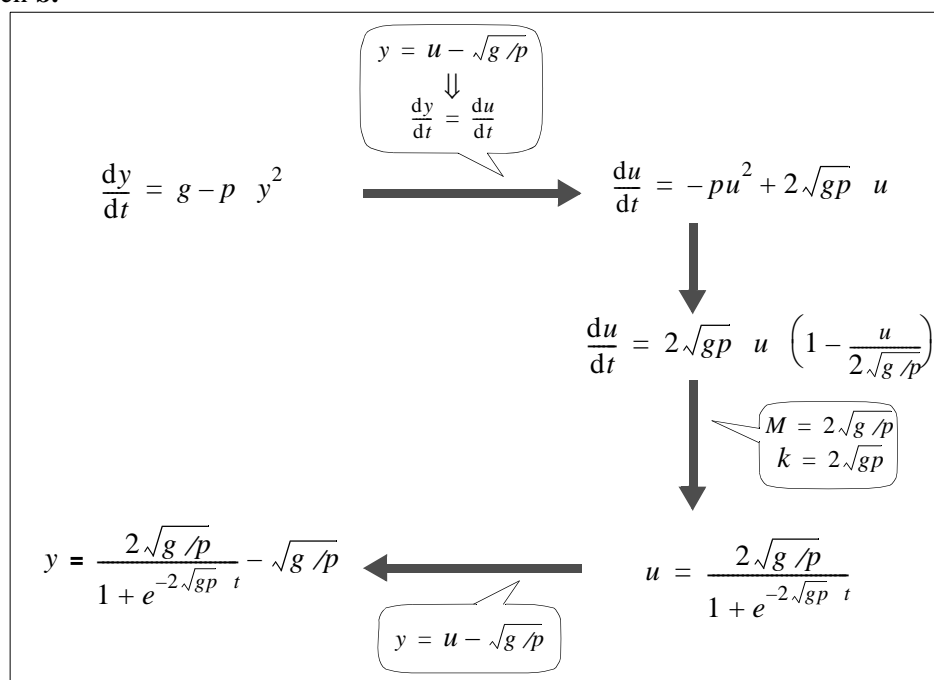 y = u − √(g/p)
⇓
dy/dt = du/dt
dy/dt = g − p y²
du/dt = −pu² + 2√(gp) u
du/dt = 2√(gp) u (1 − u/(2√(g/p)))
M = 2√(g/p)
k = 2√(gp)
y = 2√(g/p)/(1 + e^(−2√(gp) t)) − √(g/p)
u = 2√(g/p)/(1 + e^(−2√(gp) t))
y = u − √(g/p)